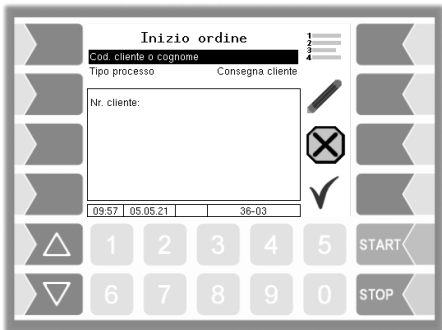 Inizio ordine
1
2
3
4
Cod. cliente o cognome
Tipo processo Consegna cliente
Nr. cliente:
09:57 05.05.21 36-03
1 2 3 4 5 START
6 7 8 9 0 STOP